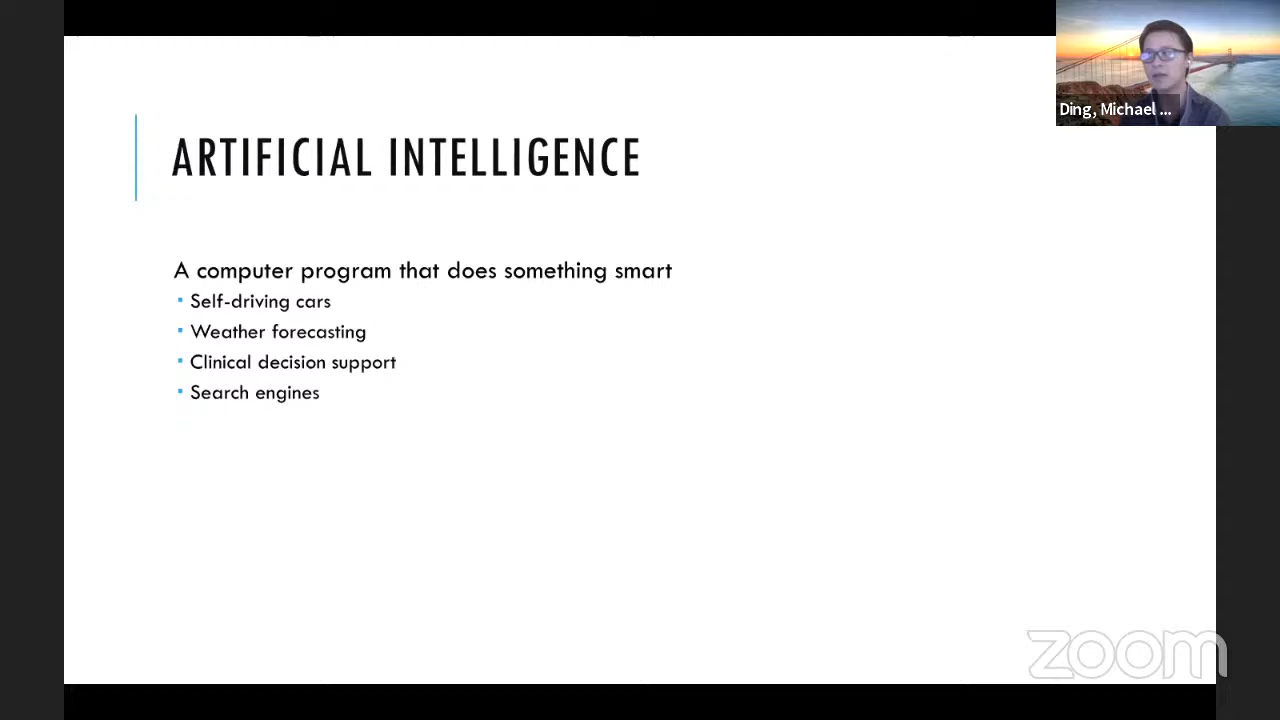 Ding, Michael ...
ARTIFICIAL INTELLIGENCE
A computer program that does something smart
Self-driving cars
Weather forecasting
Clinical decision support
Search engines
zoom